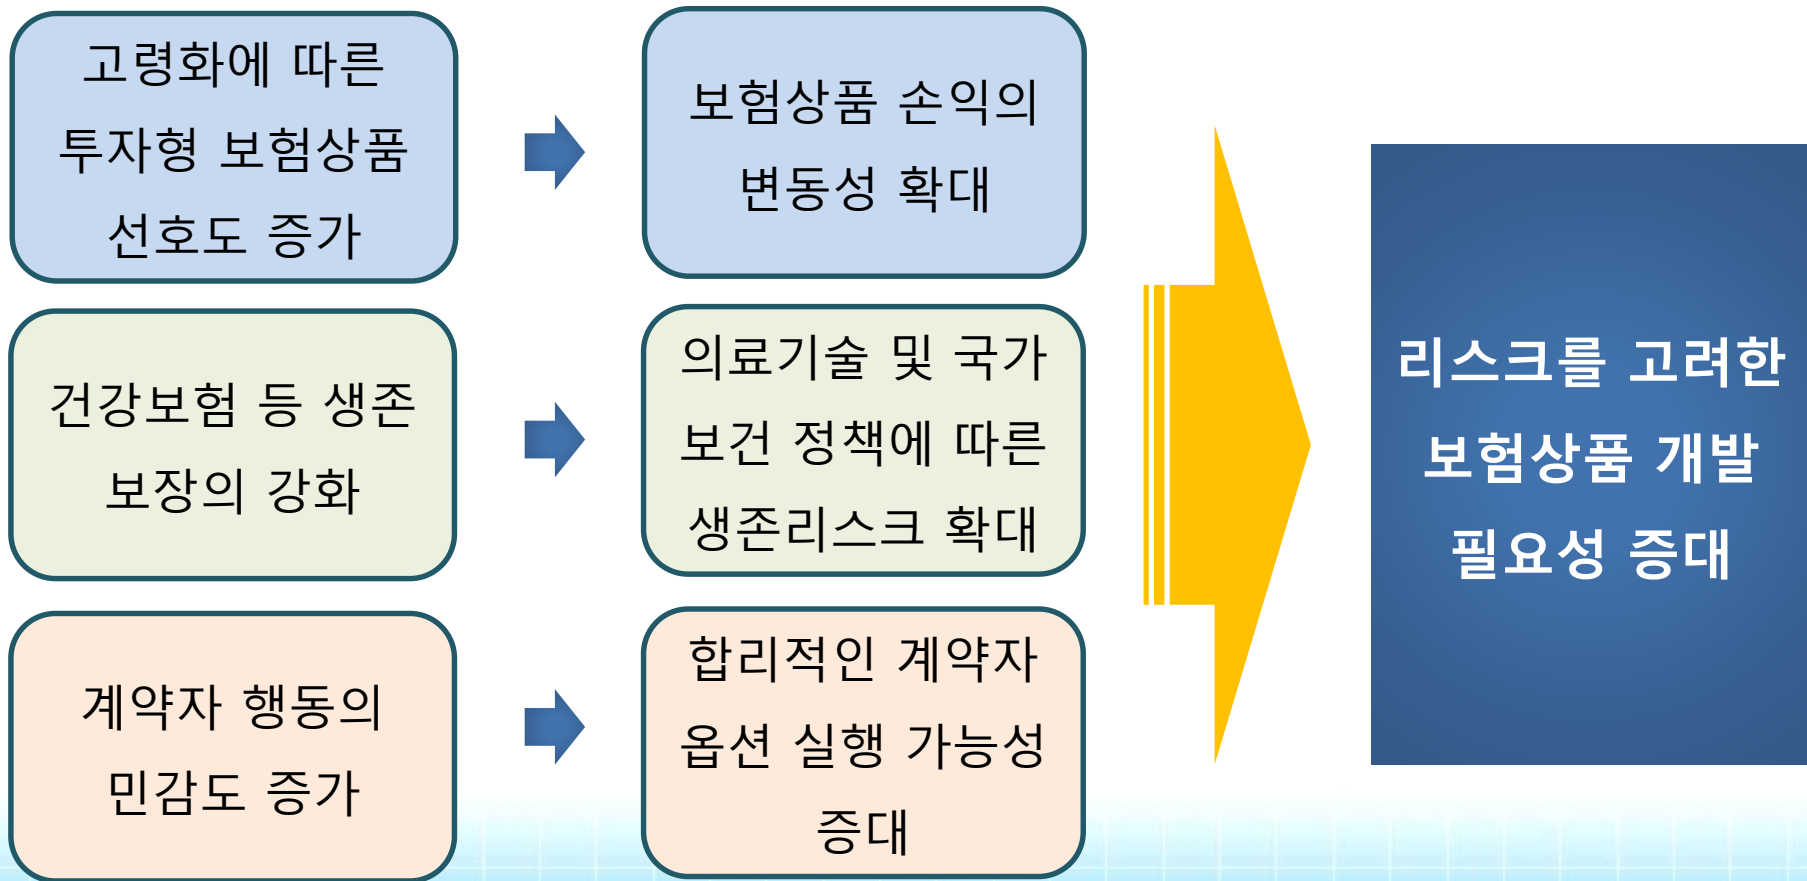 고령화에 따른
투자형 보험상품
선호도 증가
보험상품 손익의
변동성 확대
건강보험 등 생존
보장의 강화
의료기술 및 국가
보건 정책에 따른
생존리스크 확대
계약자 행동의
민감도 증가
합리적인 계약자
옵션 실행 가능성
증대
리스크를 고려한
보험상품 개발
필요성 증대